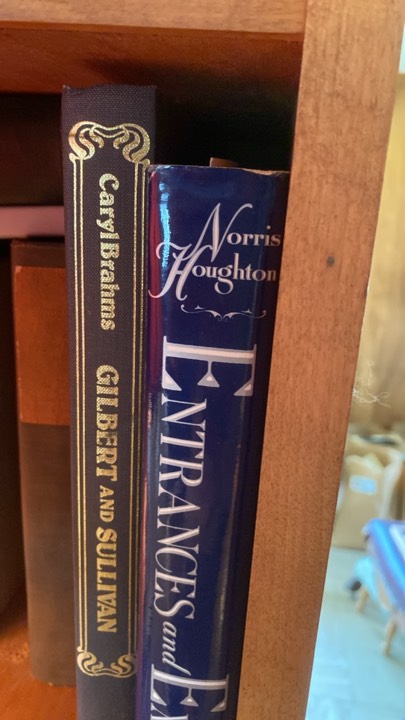 Caryl Brahms GILBERT AND SULLIVAN
Norris
Houghton
ENTRANCES and E